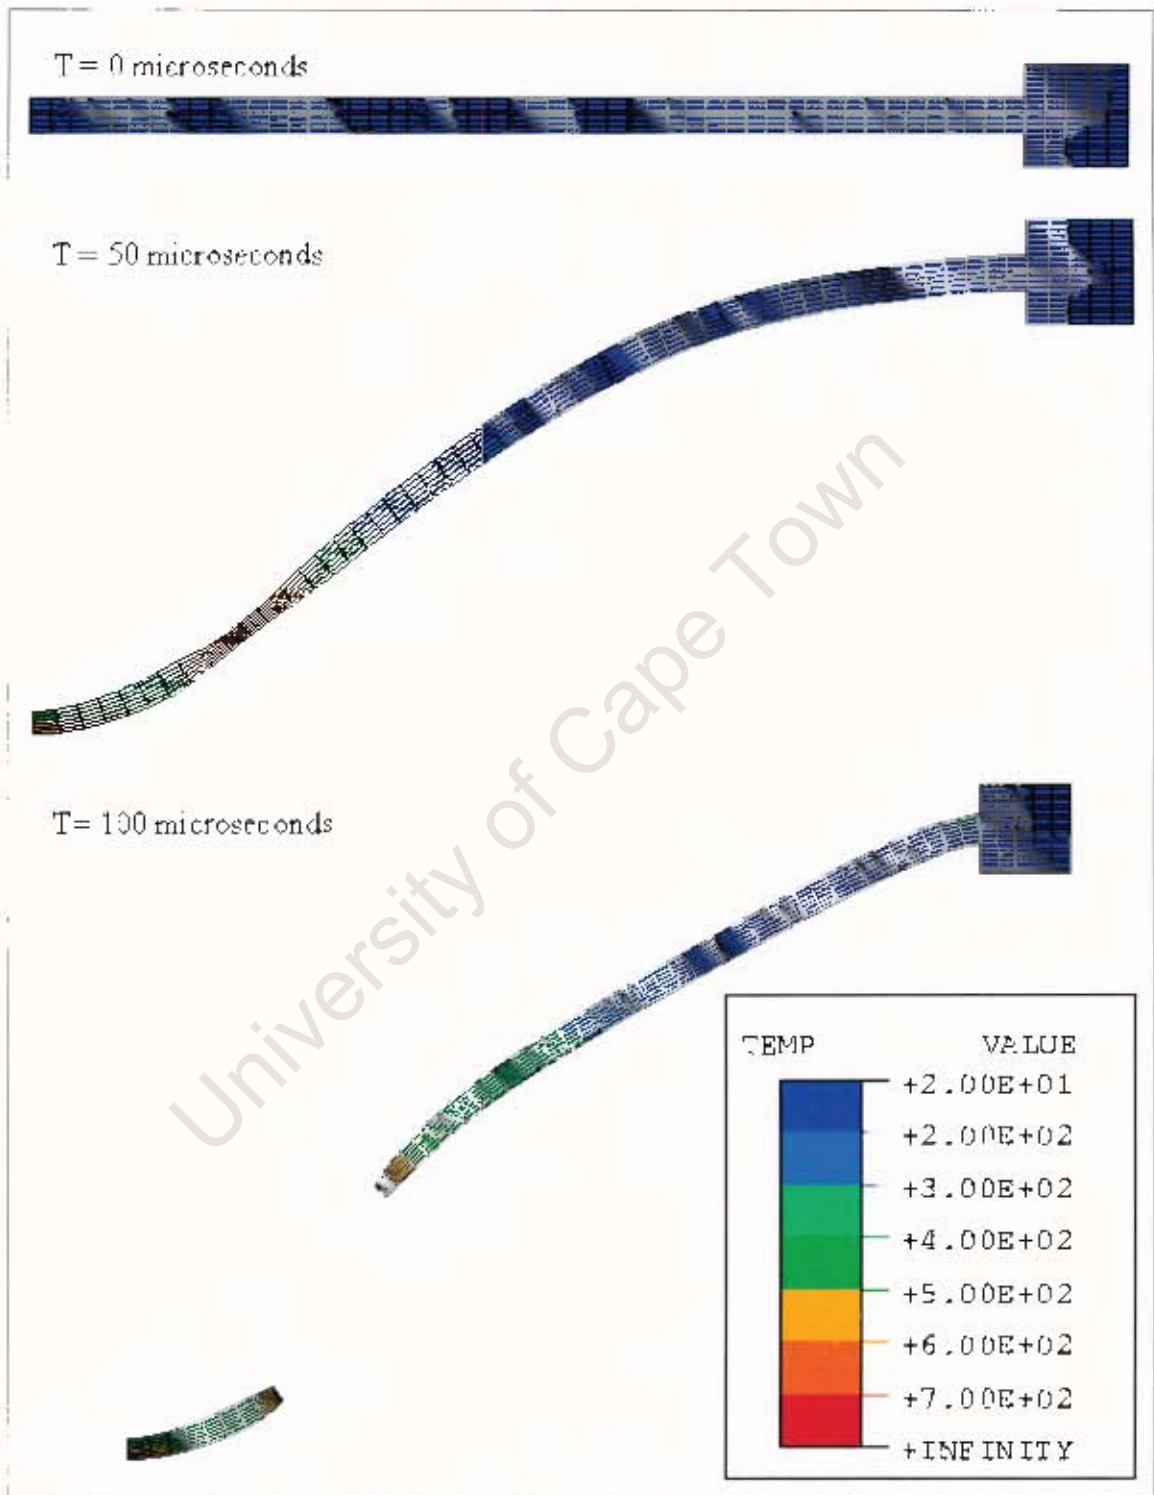 T = 0 microseconds
T = 50 microseconds
T= 100 microseconds
University of Cape Town
TEMP VALUE
+2.00E+01
+2.00E+02
+3.00E+02
+4.00E+02
+5.00E+02
+6.00E+02
+7.00E+02
+INFINITY